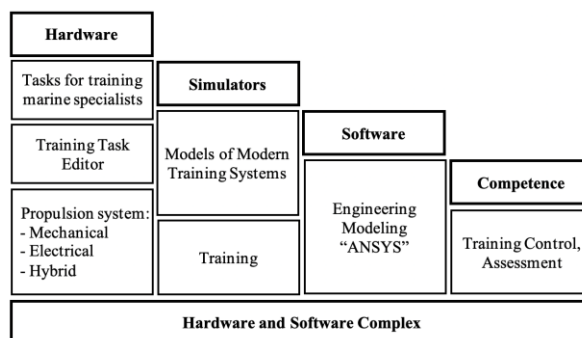 Hardware
Tasks for training
marine specialists
Training Task
Editor
Propulsion system:
- Mechanical
- Electrical
- Hybrid
Simulators
Models of Modern
Training Systems
Training
Software
Engineering
Modeling
“ANSYS”
Competence
Training Control,
Assessment
Hardware and Software Complex